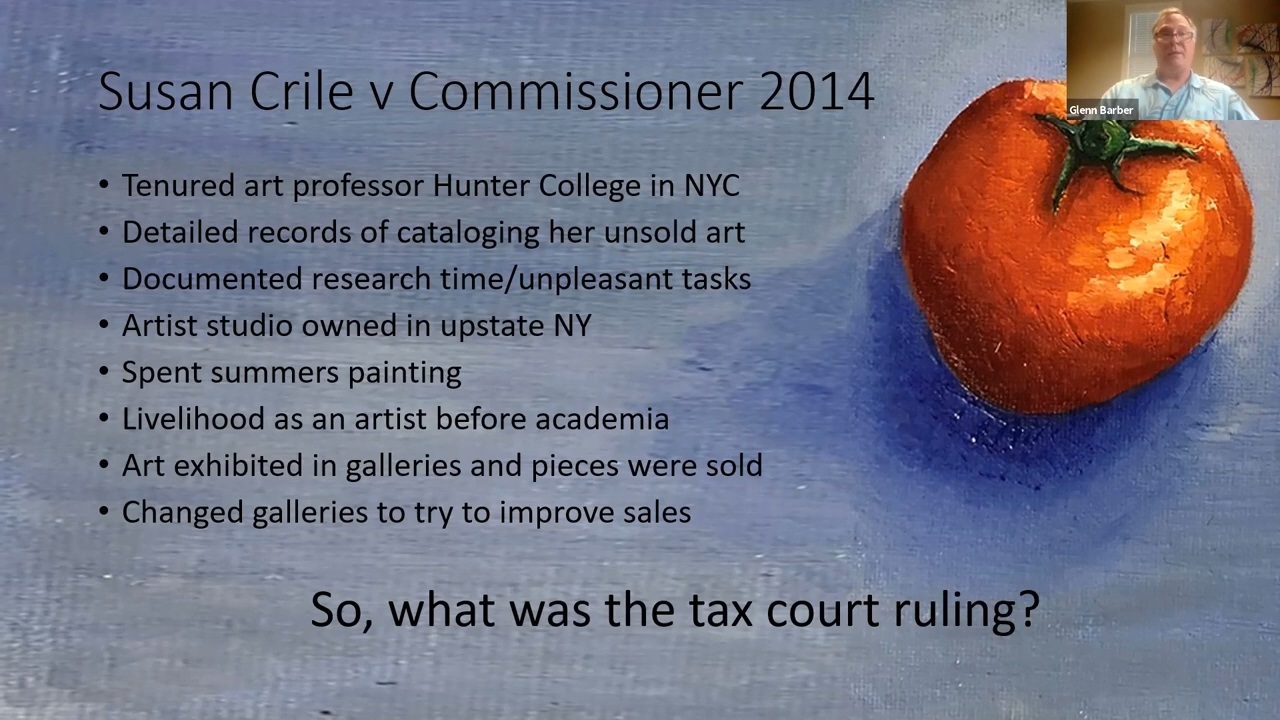 Susan Crile v Commissioner 2014
Glenn Barber
• Tenured art professor Hunter College in NYC
• Detailed records of cataloging her unsold art
• Documented research time/unpleasant tasks
• Artist studio owned in upstate NY
• Spent summers painting
• Livelihood as an artist before academia
• Art exhibited in galleries and pieces were sold
• Changed galleries to try to improve sales
So, what was the tax court ruling?